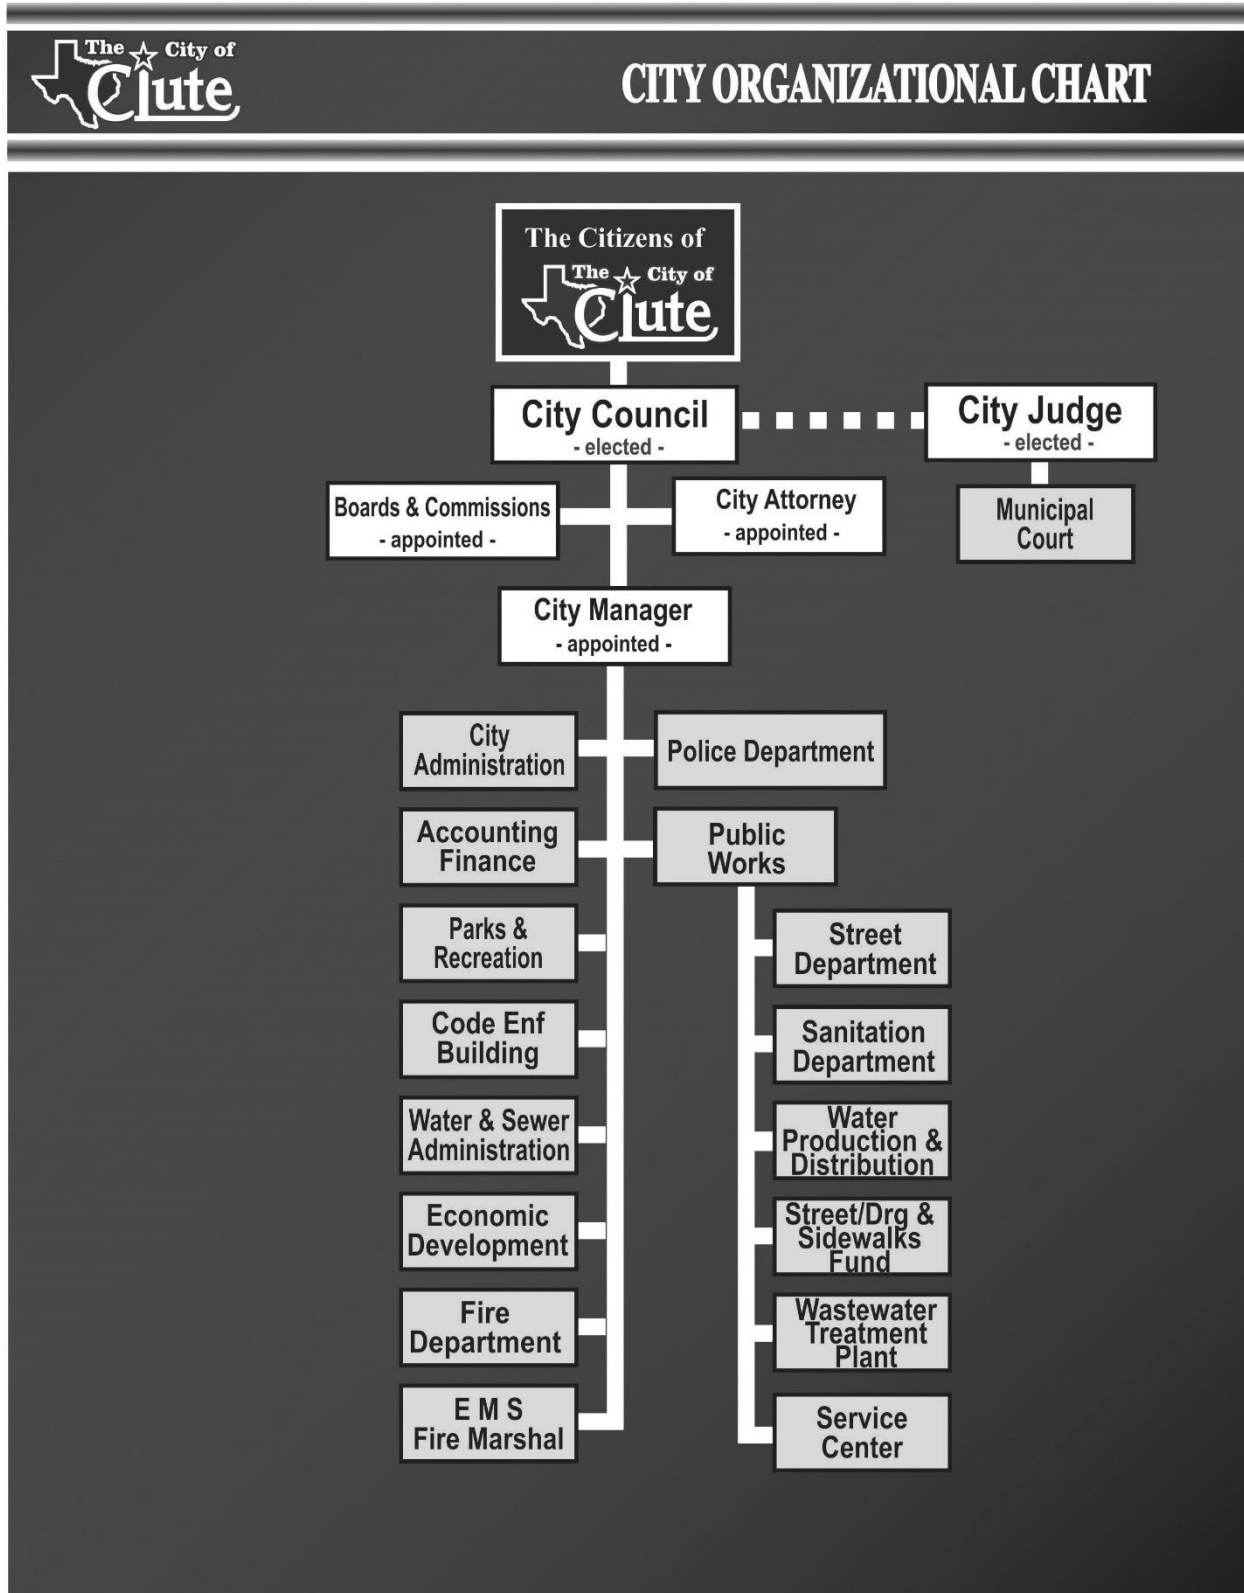 The City of
Clute
CITY ORGANIZATIONAL CHART
The Citizens of
The City of
Clute
City Council
- elected -
City Judge
- elected -
Boards & Commissions
- appointed -
City Attorney
- appointed -
Municipal
Court
City Manager
- appointed -
City
Administration
Police Department
Accounting
Finance
Public
Works
Parks &
Recreation
Street
Department
Code Enf
Building
Sanitation
Department
Water & Sewer
Administration
Water
Production &
Distribution
Economic
Development
Street/Drg &
Sidewalks
Fund
Fire
Department
Wastewater
Treatment
Plant
E M S
Fire Marshal
Service
Center